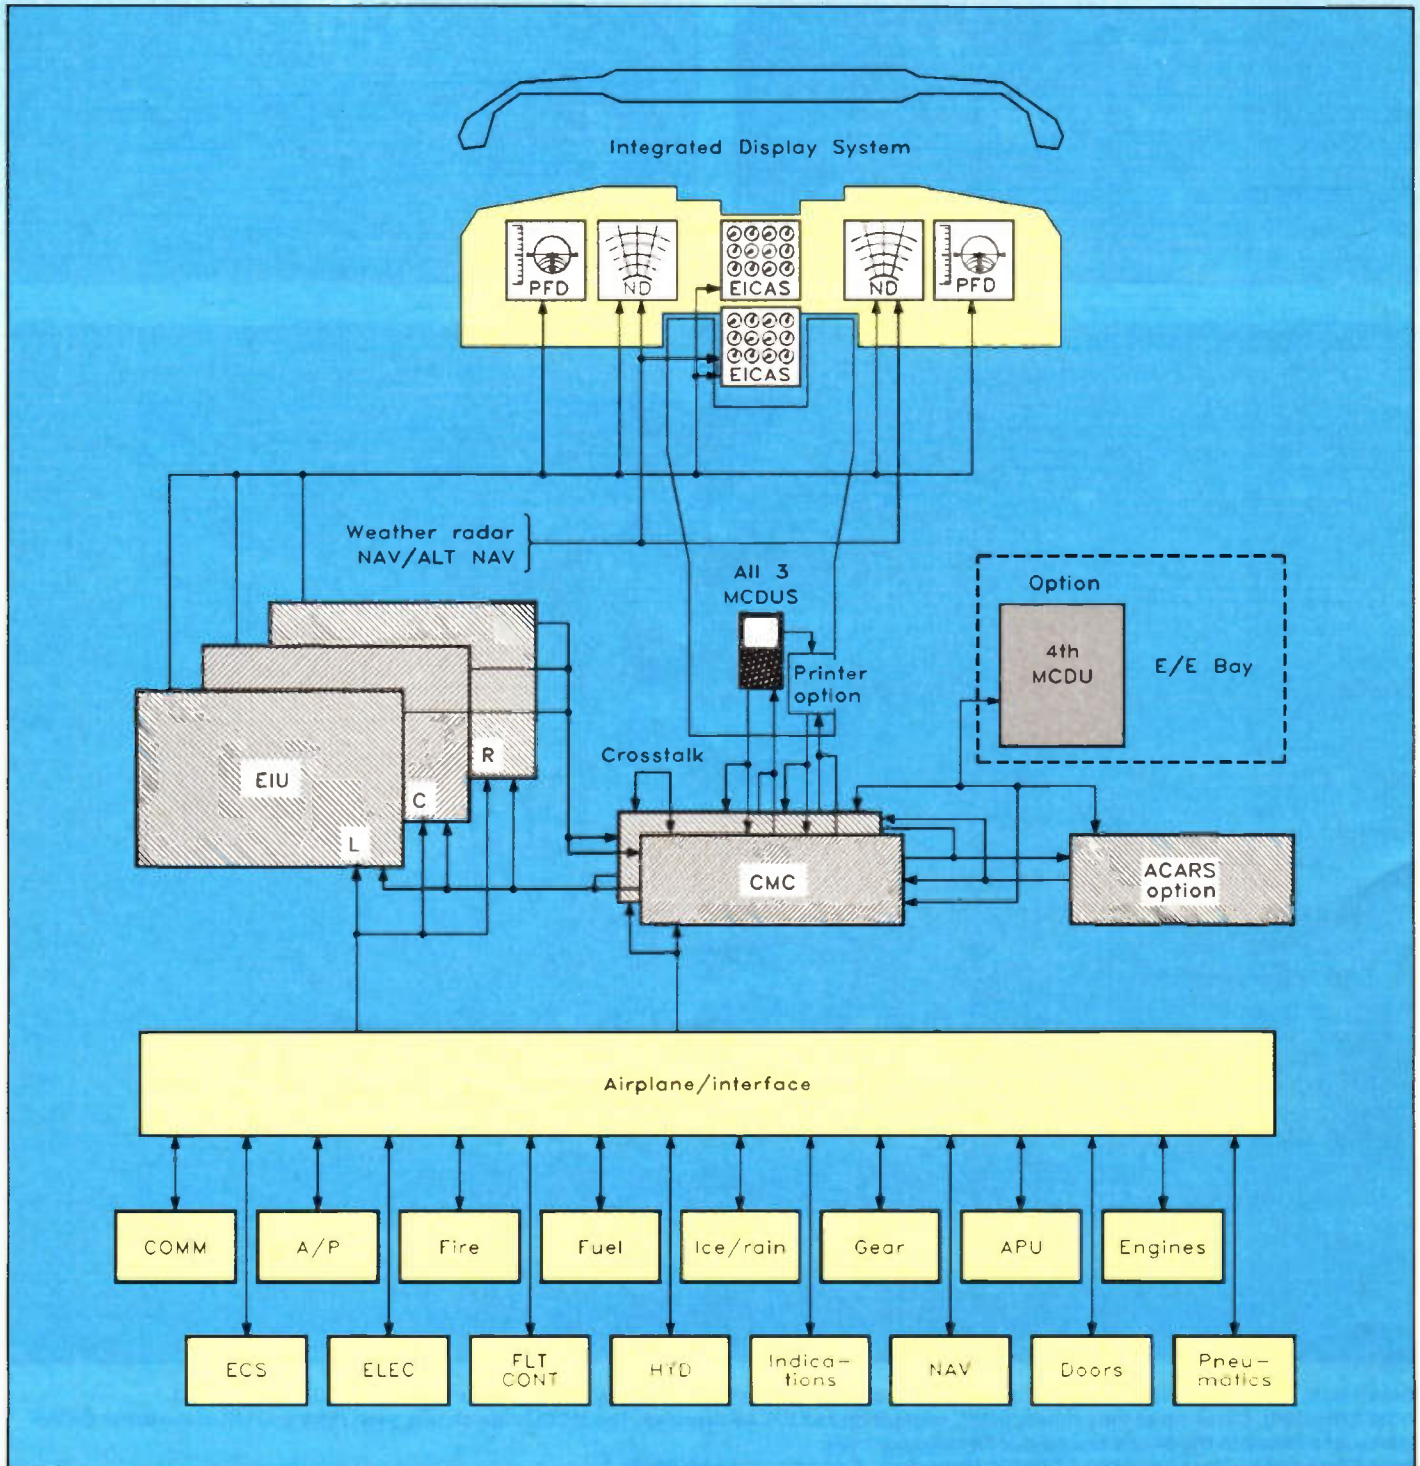 Integrated Display System
PFD
ND
EICAS
ND
PFD
EICAS
Weather radar
NAV/ALT NAV
All 3
MCDUS
Option
4th
MCDU
E/E Bay
Printer
option
Crosstalk
R
EIU
C
L
CMC
ACARS
option
Airplane/interface
COMM
A/P
Fire
Fuel
Ice/rain
Gear
APU
Engines
ECS
ELEC
FLT
CONT
HYD
Indica-
tions
NAV
Doors
Pneu-
matics